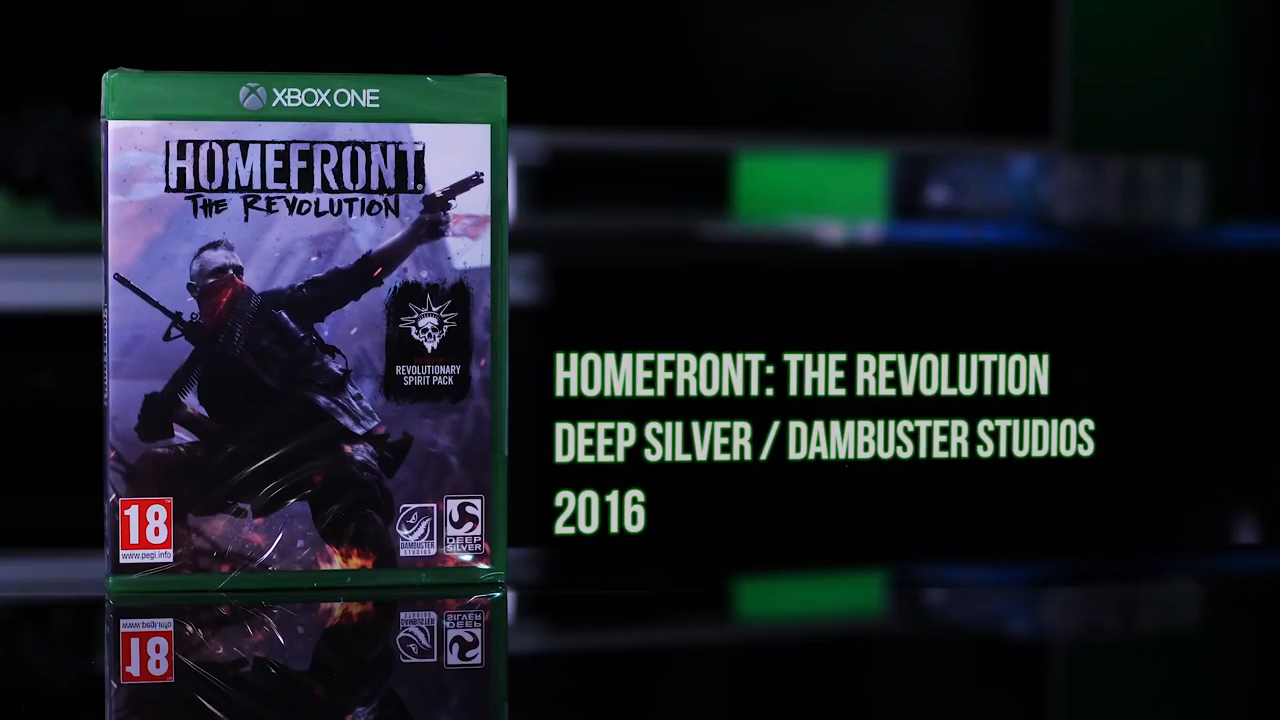 XBOX ONE
HOMEFRONT
THE REVOLUTION
REVOLUTIONARY
SPIRIT PACK
18
www.pegi.info
DAMBUSTER
STUDIOS
DEEP
SILVER
HOMEFRONT: THE REVOLUTION
DEEP SILVER / DAMBUSTER STUDIOS
2016